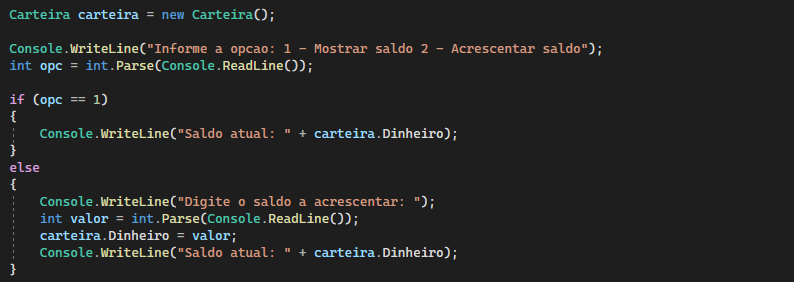 Carteira carteira = new Carteira();
Console.WriteLine("Informe a opcao: 1 - Mostrar saldo 2 - Acrescentar saldo");
int opc = int.Parse(Console.ReadLine());
if (opc == 1)
{
Console.WriteLine("Saldo atual: " + carteira.Dinheiro);
}
else
{
Console.WriteLine("Digite o saldo a acrescentar: ");
int valor = int.Parse(Console.ReadLine());
carteira.Dinheiro = valor;
Console.WriteLine("Saldo atual: " + carteira.Dinheiro);
}